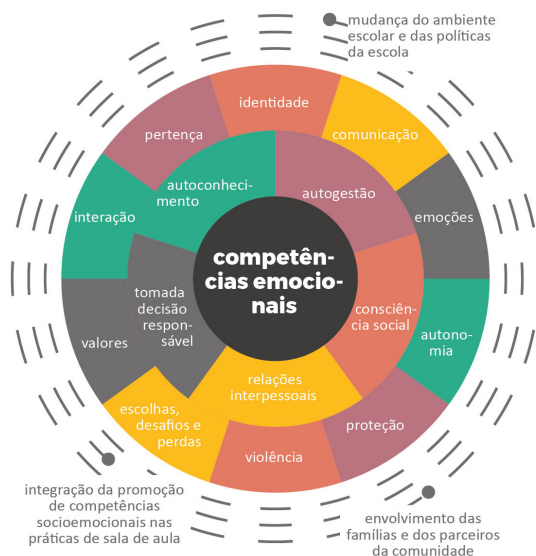 mudança do ambiente
escolar e das políticas
da escola
identidade
pertença
comunicação
autoconheci-
mento
autogestão
interação
emoções
competên-
cias emocio-
nais
tomada
decisão
respon-
sável
consciên-
cia social
valores
autono-
mia
relações
interpessoais
escolhas,
desafios e
perdas
proteção
violência
integração da promoção
de competências
socioemocionais nas
práticas de sala de aula
envolvimento das
famílias e dos parceiros
da comunidade